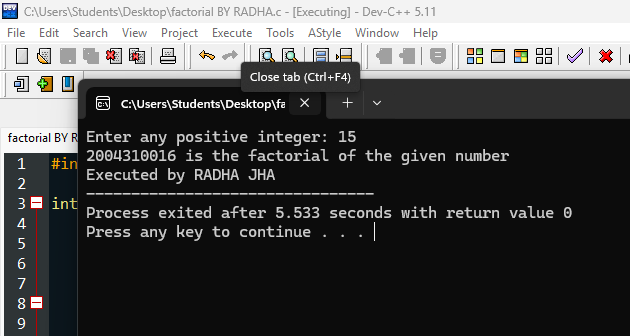 C:\Users\Students\Desktop\factorial BY RADHA.c - [Executing] - Dev-C++ 5.11
File Edit Search View Project Execute Tools AStyle Window Help
Close tab (Ctrl+F4)
C:\Users\Students\Desktop\fa
factorial BY R
Enter any positive integer: 15
2004310016 is the factorial of the given number
Executed by RADHA JHA
--------------------------------
Process exited after 5.533 seconds with return value 0
Press any key to continue . . .
1 #in
2
3 int
4
5
6
7
8
9